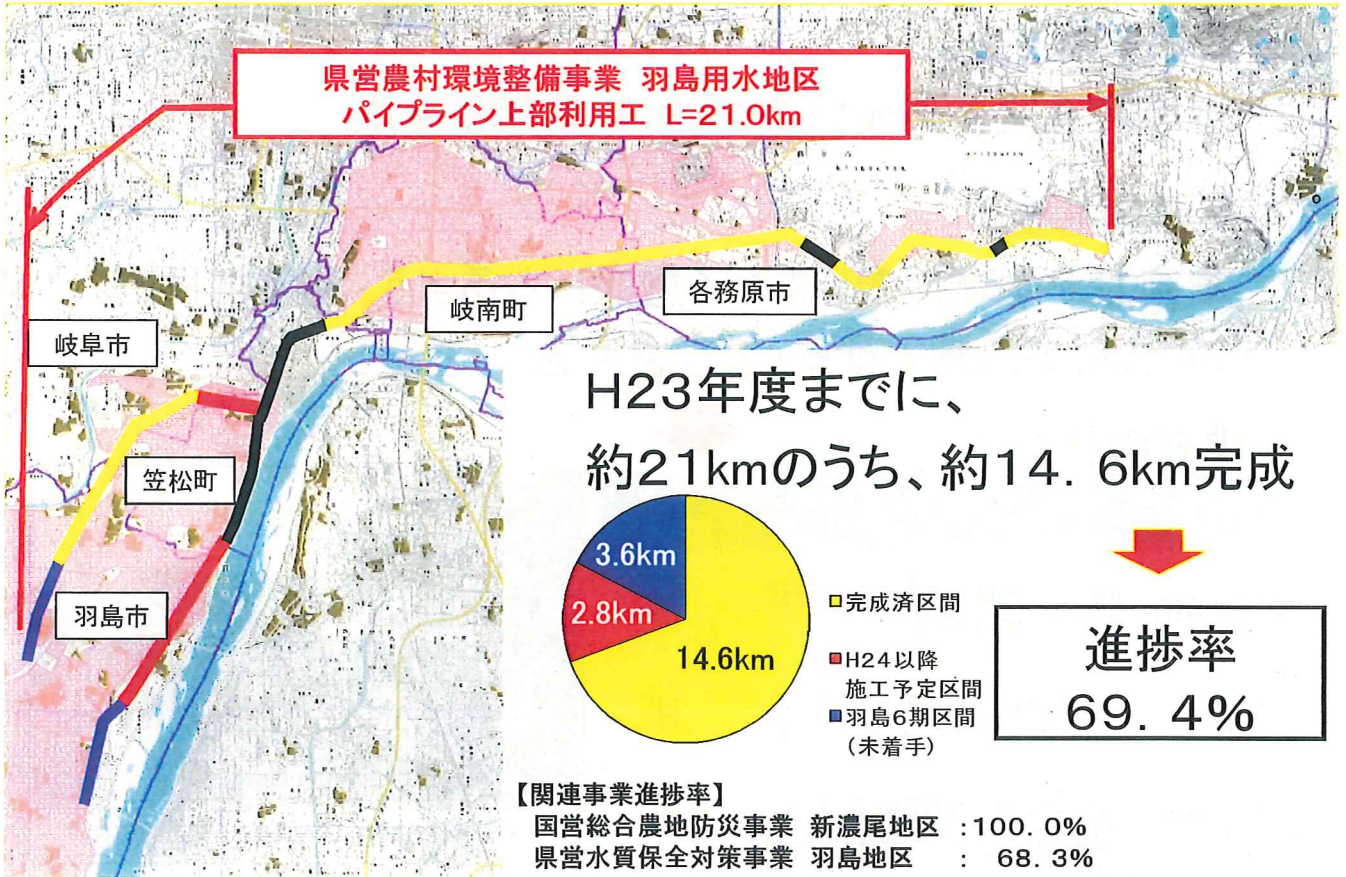 県営農村環境整備事業 羽島用水地区
パイプライン上部利用工 L=21.0km
岐阜市
岐南町
各務原市
笠松町
羽島市
H23年度までに、
約21kmのうち、約14. 6km完成
3.6km
2.8km
14.6km
完成済区間
H24以降
施工予定区間
羽島6期区間
(未着手)
進捗率
69. 4%
【関連事業進捗率】
国営総合農地防災事業 新濃尾地区 :100. 0%
県営水質保全対策事業 羽島地区 : 68. 3%